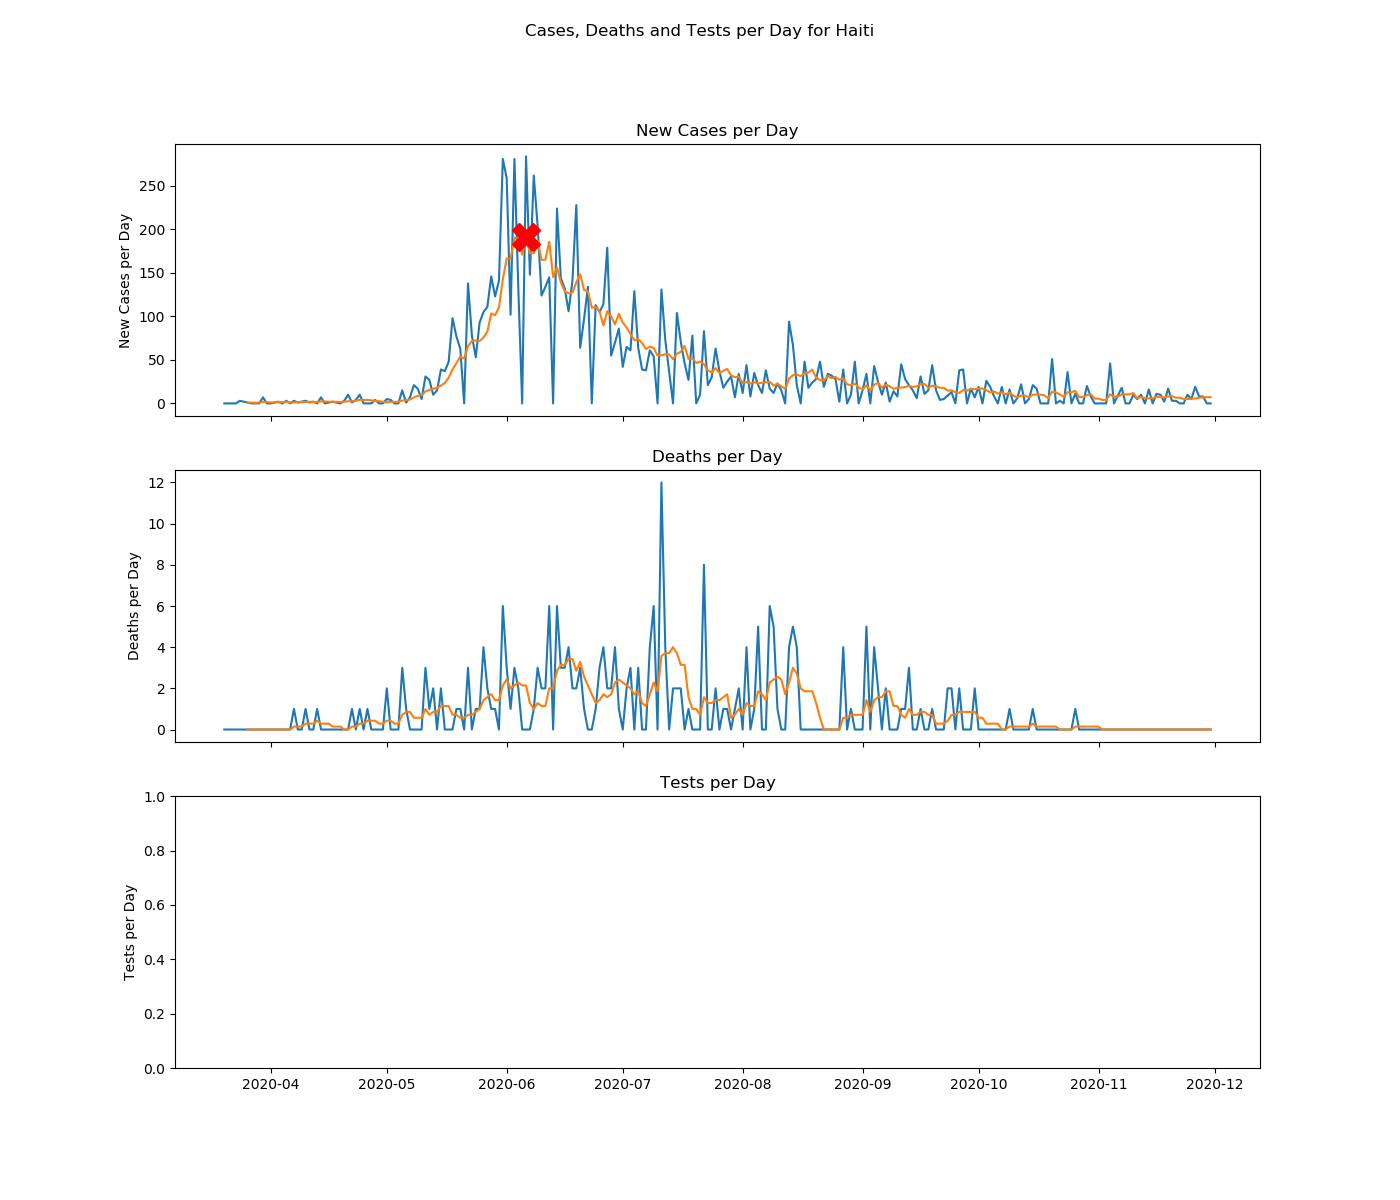 Cases, Deaths and Tests per Day for Haiti
New Cases per Day
New Cases per Day
250
200
150
100
50
0
Deaths per Day
Deaths per Day
12
10
8
6
4
2
0
Tests per Day
Tests per Day
1.0
0.8
0.6
0.4
0.2
0.0
2020-04 2020-05 2020-06 2020-07 2020-08 2020-09 2020-10 2020-11 2020-12